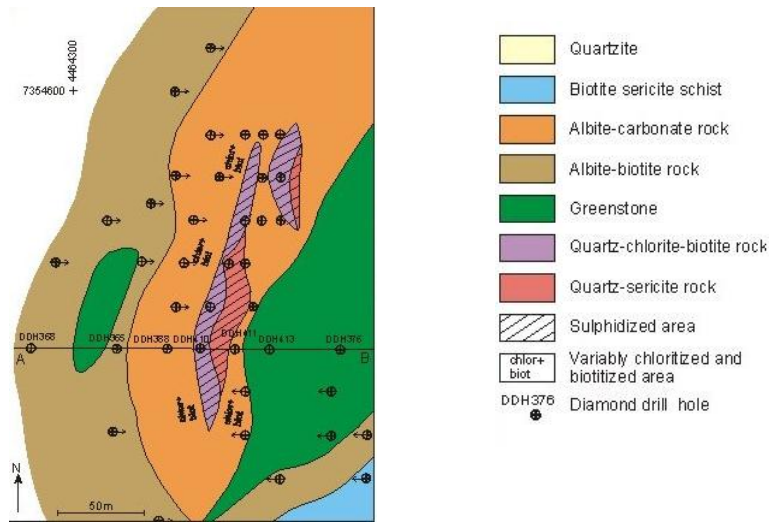 4464300
7354600
chlor+
biot
chlor+
biot
DDH368
DDH365
DDH388
DDH410
DDH411
DDH413
DDH376
A
B
chlor+
biot
chlor+
biot
N
50m
Quartzite
Biotite sericite schist
Albite-carbonate rock
Albite-biotite rock
Greenstone
Quartz-chlorite-biotite rock
Quartz-sericite rock
Sulphidized area
chlor+
biot
Variably chloritized and
biotitized area
DDH376
Diamond drill hole